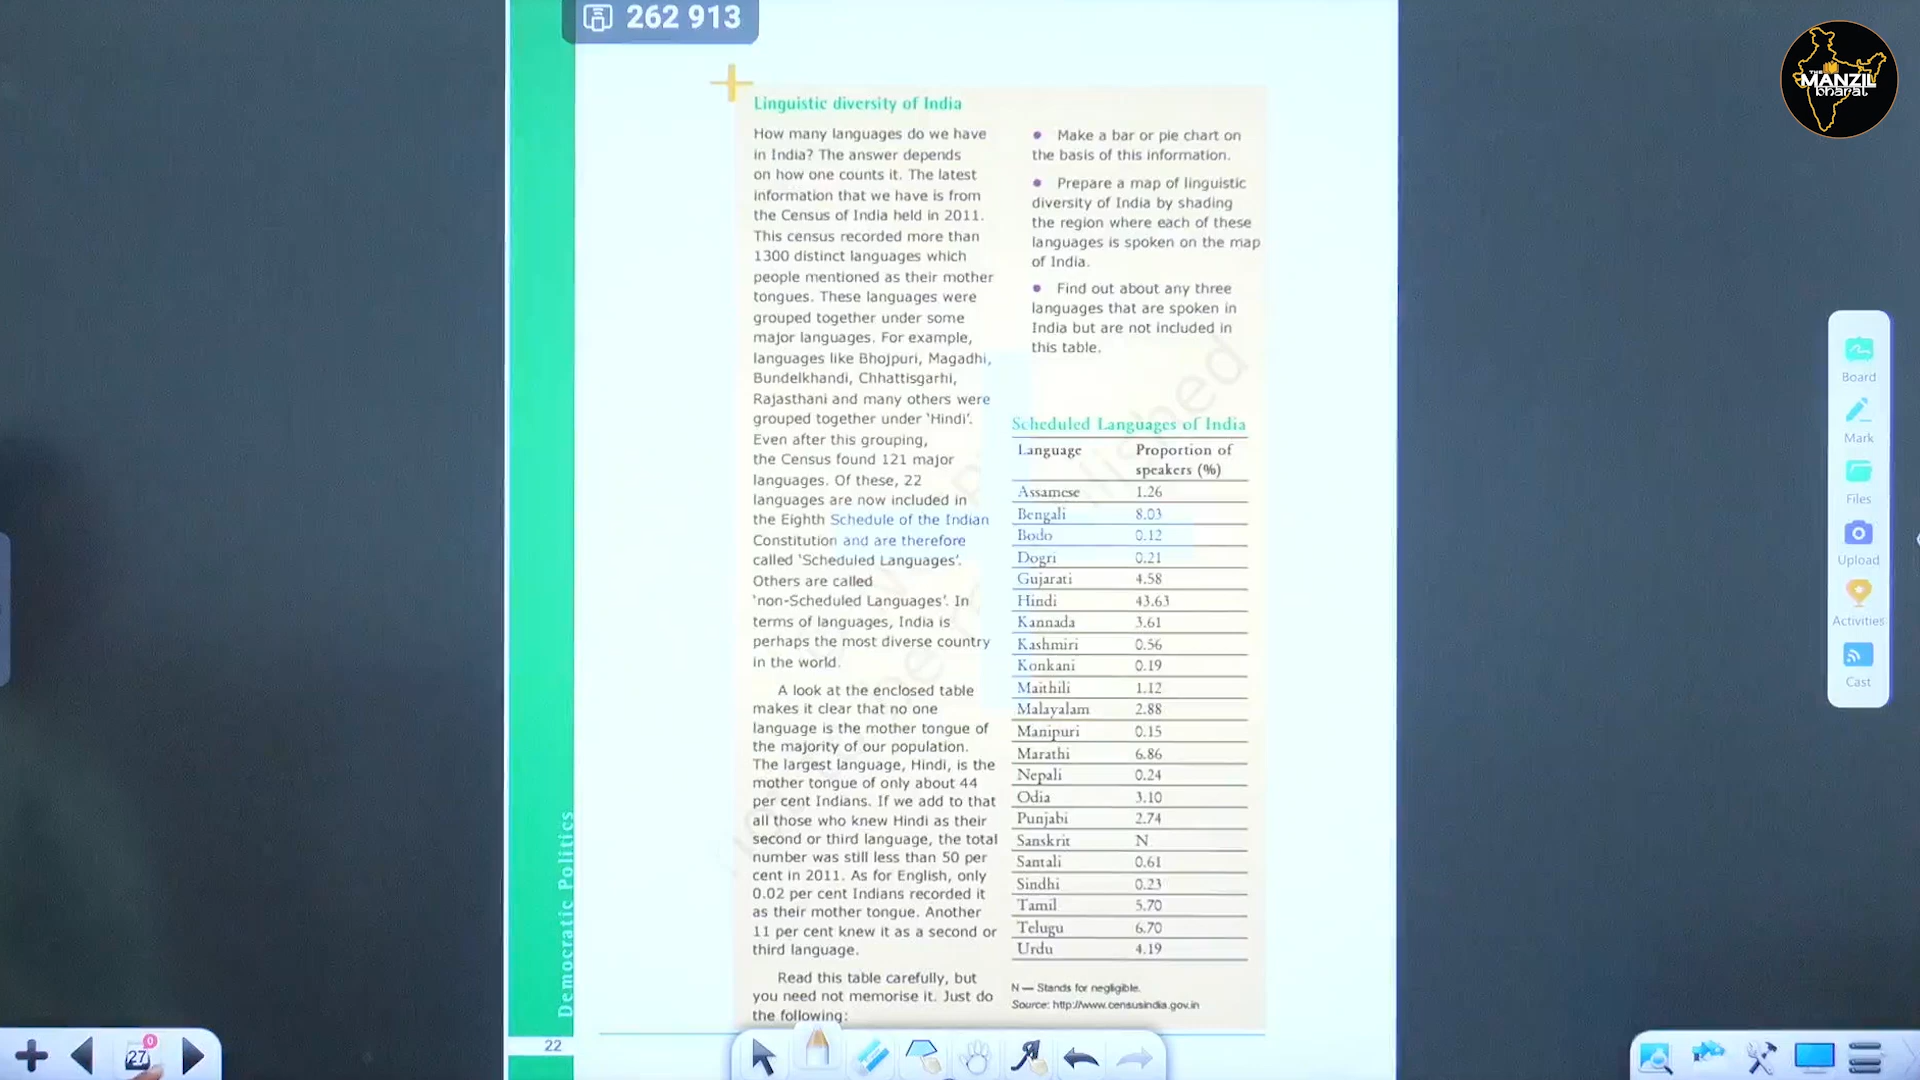 262 913
THE
MANZIL
bharat
Linguistic diversity of India
How many languages do we have
in India? The answer depends
on how one counts it. The latest
information that we have is from
the Census of India held in 2011.
This census recorded more than
1300 distinct languages which
people mentioned as their mother
tongues. These languages were
grouped together under some
major languages. For example,
languages like Bhojpuri, Magadhi,
Bundelkhandi, Chhattisgarhi,
Rajasthani and many others were
grouped together under ‘Hindi’.
Even after this grouping,
the Census found 121 major
languages. Of these, 22
languages are now included in
the Eighth Schedule of the Indian
Constitution and are therefore
called ‘Scheduled Languages’.
Others are called
‘non-Scheduled Languages’. In
terms of languages, India is
perhaps the most diverse country
in the world.
A look at the enclosed table
makes it clear that no one
language is the mother tongue of
the majority of our population.
The largest language, Hindi, is the
mother tongue of only about 44
per cent Indians. If we add to that
all those who knew Hindi as their
second or third language, the total
number was still less than 50 per
cent in 2011. As for English, only
0.02 per cent Indians recorded it
as their mother tongue. Another
11 per cent knew it as a second or
third language.
Read this table carefully, but
you need not memorise it. Just do
the following:
• Make a bar or pie chart on
the basis of this information.
• Prepare a map of linguistic
diversity of India by shading
the region where each of these
languages is spoken on the map
of India.
• Find out about any three
languages that are spoken in
India but are not included in
this table.
Scheduled Languages of India
Language Proportion of
speakers (%)
Assamese 1.26
Bengali 8.03
Bodo 0.12
Dogri 0.21
Gujarati 4.58
Hindi 43.63
Kannada 3.61
Kashmiri 0.56
Konkani 0.19
Maithili 1.12
Malayalam 2.88
Manipuri 0.15
Marathi 6.86
Nepali 0.24
Odia 3.10
Punjabi 2.74
Sanskrit N
Santali 0.61
Sindhi 0.23
Tamil 5.70
Telugu 6.70
Urdu 4.19
N — Stands for negligible.
Source: http://www.censusindia.gov.in
Democratic Politics
22
Board
Mark
Files
Upload
Activities
Cast
27
0